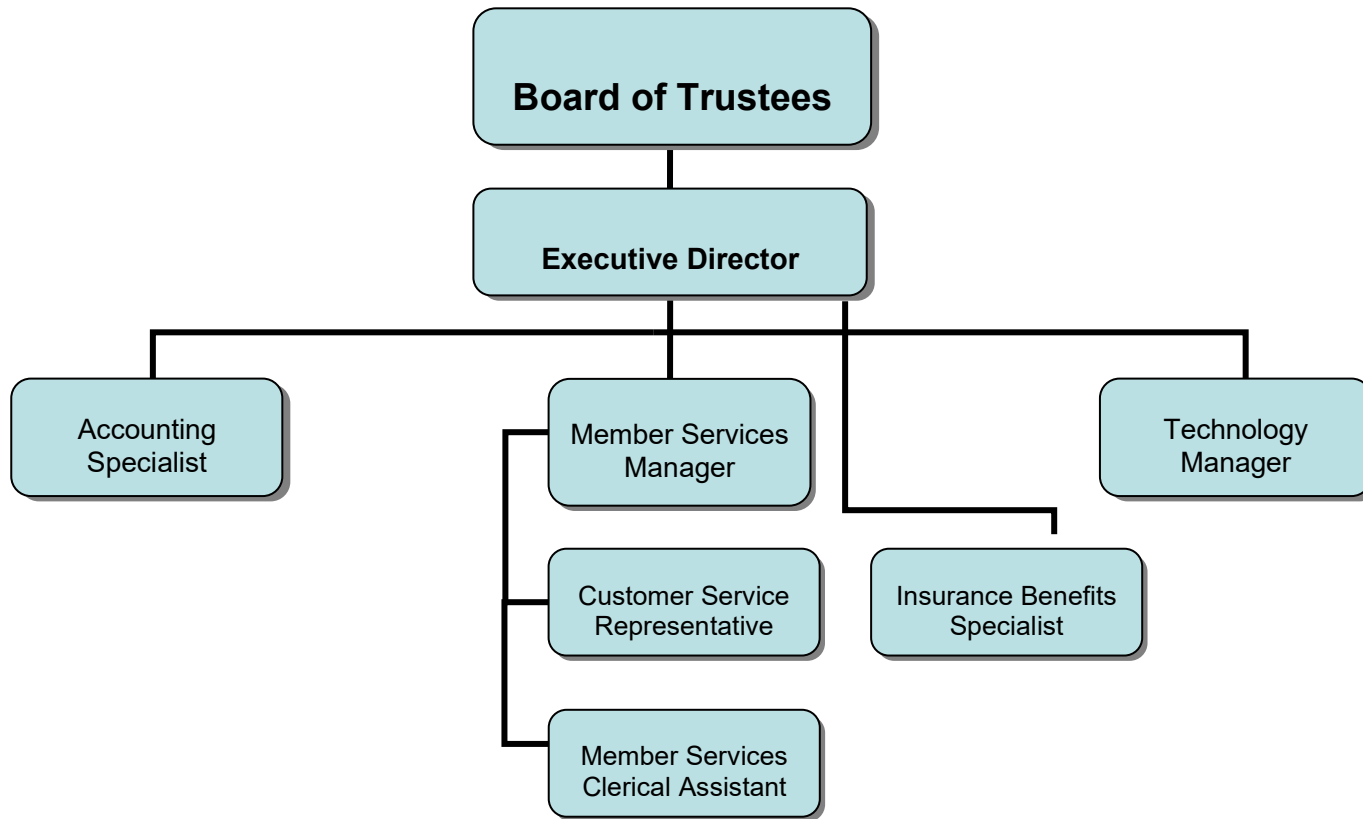 Board of Trustees
Executive Director
Accounting
Specialist
Member Services
Manager
Technology
Manager
Customer Service
Representative
Insurance Benefits
Specialist
Member Services
Clerical Assistant